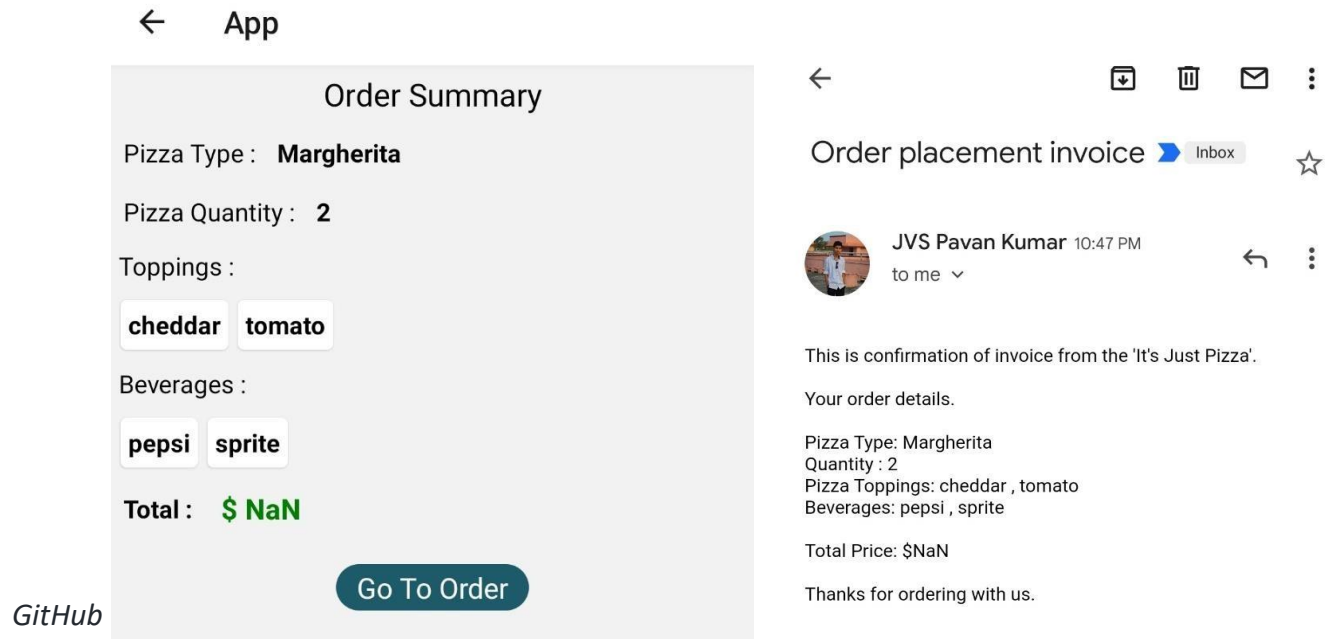 App
Order Summary
Pizza Type : Margherita
Pizza Quantity : 2
Toppings :
cheddar tomato
Beverages :
pepsi sprite
Total : $ NaN
Go To Order
GitHub
Order placement invoice Inbox
JVS Pavan Kumar 10:47 PM
to me
This is confirmation of invoice from the 'It's Just Pizza'.
Your order details.
Pizza Type: Margherita
Quantity : 2
Pizza Toppings: cheddar , tomato
Beverages: pepsi , sprite
Total Price: $NaN
Thanks for ordering with us.